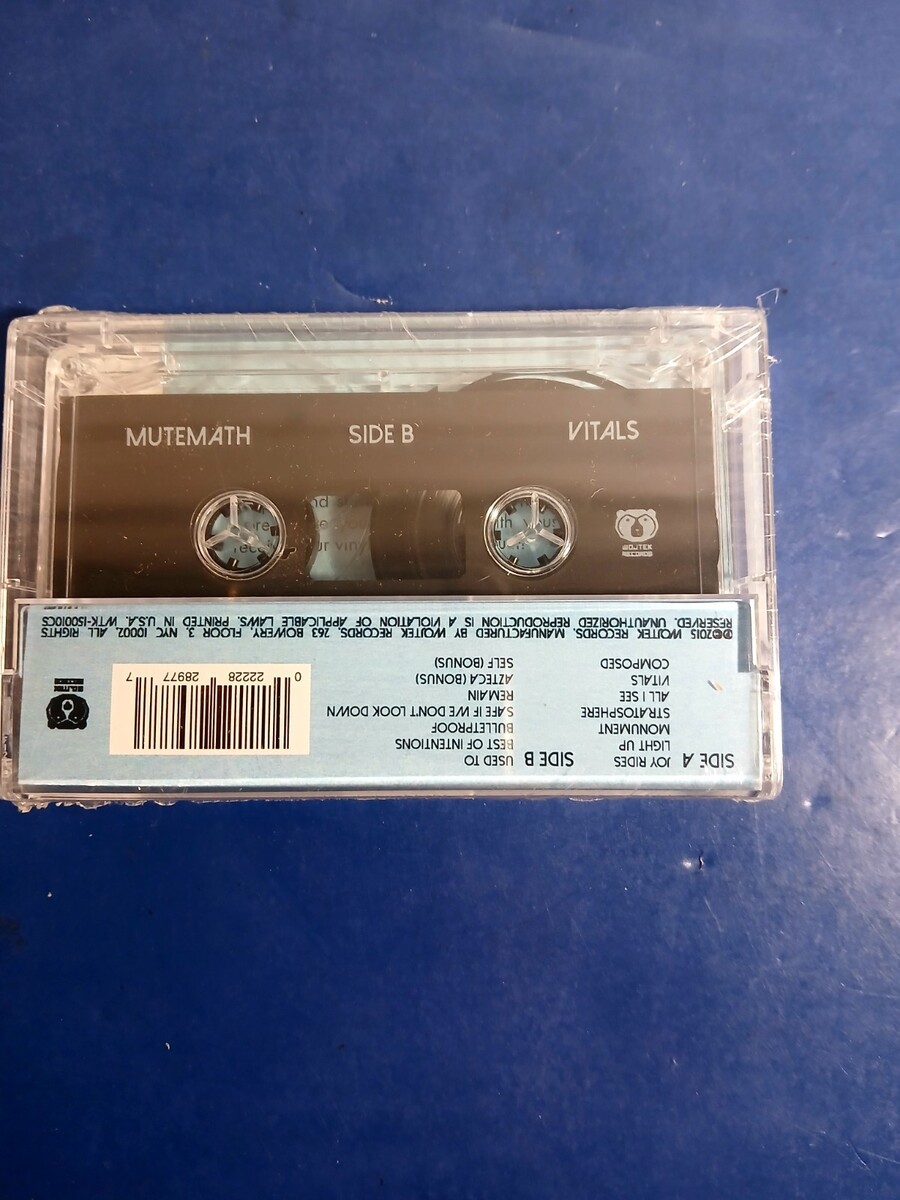 MUTEMATH SIDE B VITALS
WOJTEK
RECORDS
SIDE A
JOY RIDES
LIGHT UP
MONUMENT
STRATOSPHERE
ALL I SEE
VITALS
COMPOSED
SIDE B
USED TO
BEST OF INTENTIONS
BULLETPROOF
SAFE IF WE DON'T LOOK DOWN
REMAIN
AZTECA (BONUS)
SELF (BONUS)
0 22228 28977 7
℗©2015 WOJTEK RECORDS. MANUFACTURED BY WOJTEK RECORDS, 263 BOWERY, FLOOR 3, NYC 10002. ALL RIGHTS
RESERVED. UNAUTHORIZED REPRODUCTION IS A VIOLATION OF APPLICABLE LAWS. PRINTED IN U.S.A. WTK-150010CS